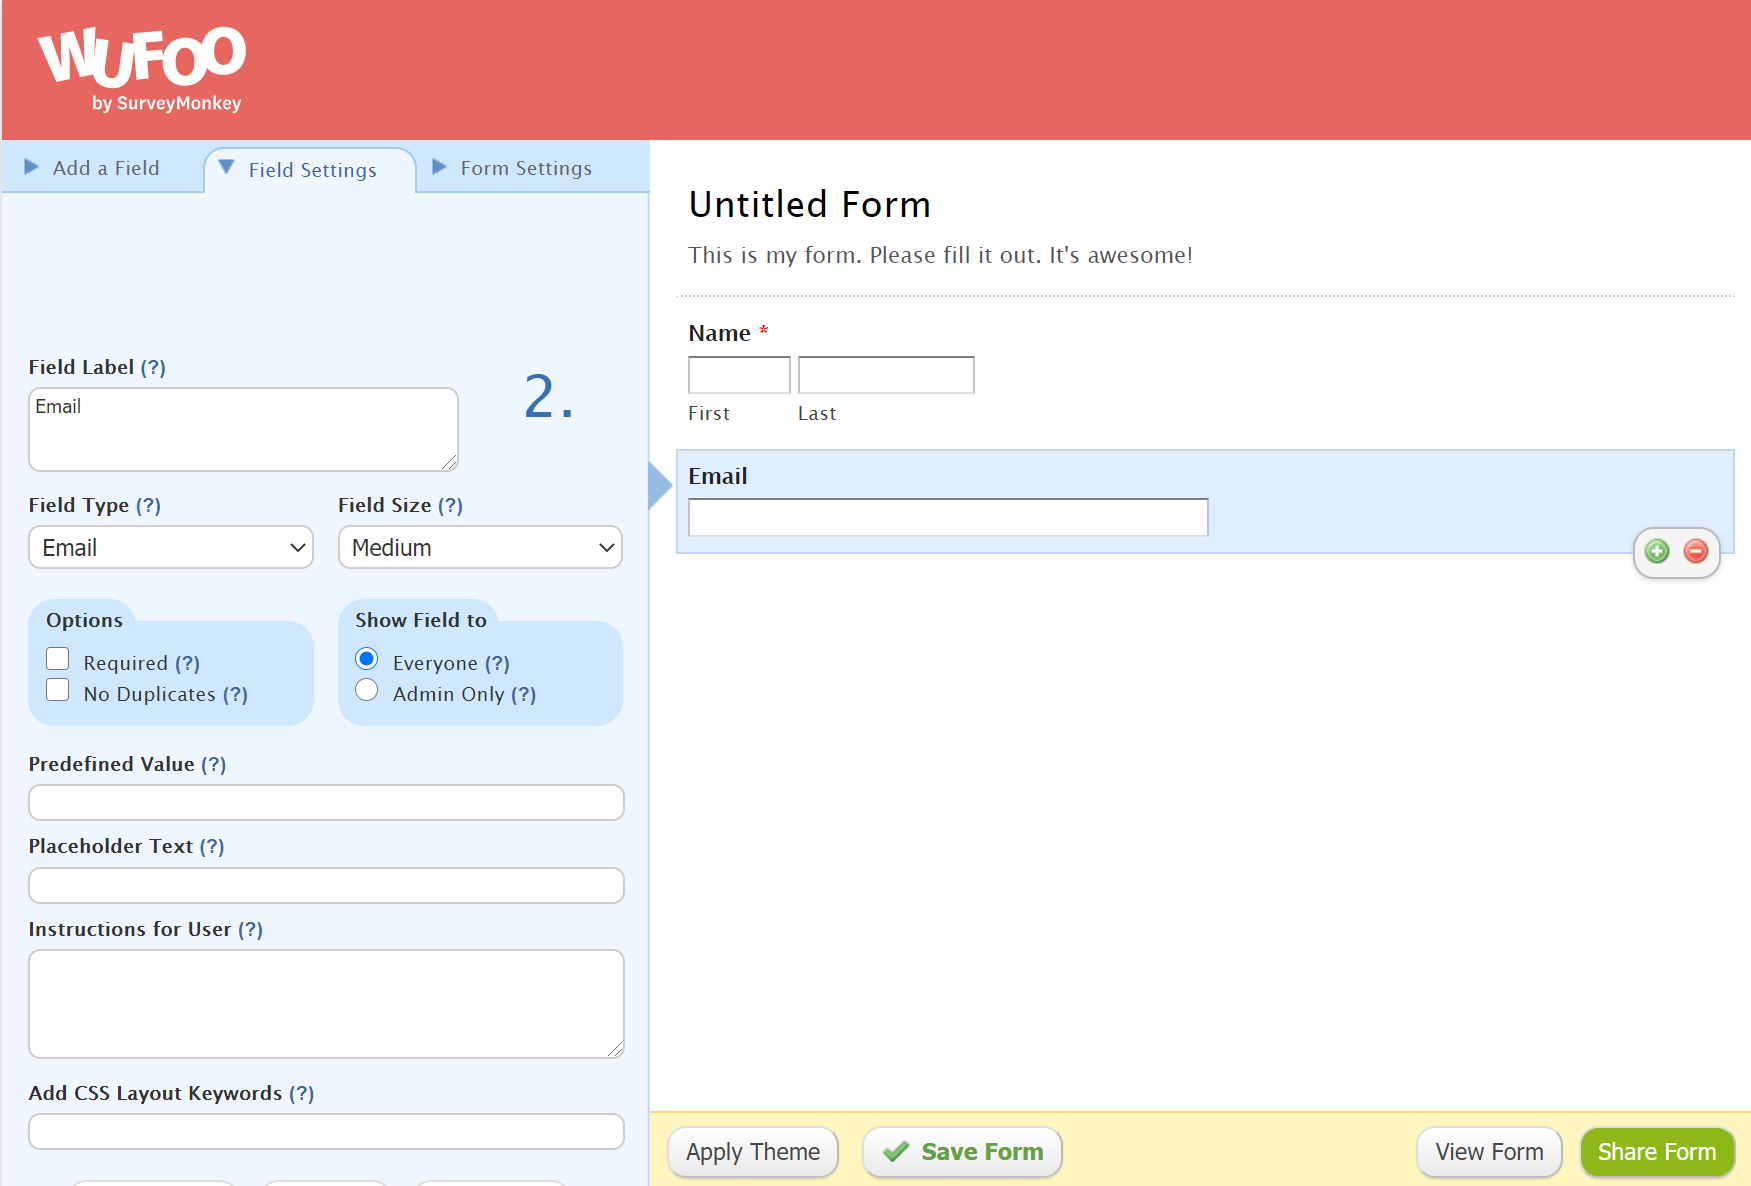 WUFOO
by SurveyMonkey
Add a Field
Field Settings
Form Settings
Field Label (?)
Email
2.
Field Type (?)
Field Size (?)
Email
Medium
Options
Required (?)
No Duplicates (?)
Show Field to
Everyone (?)
Admin Only (?)
Predefined Value (?)
Placeholder Text (?)
Instructions for User (?)
Add CSS Layout Keywords (?)
Untitled Form
This is my form. Please fill it out. It's awesome!
Name *
First
Last
Email
Apply Theme
Save Form
View Form
Share Form